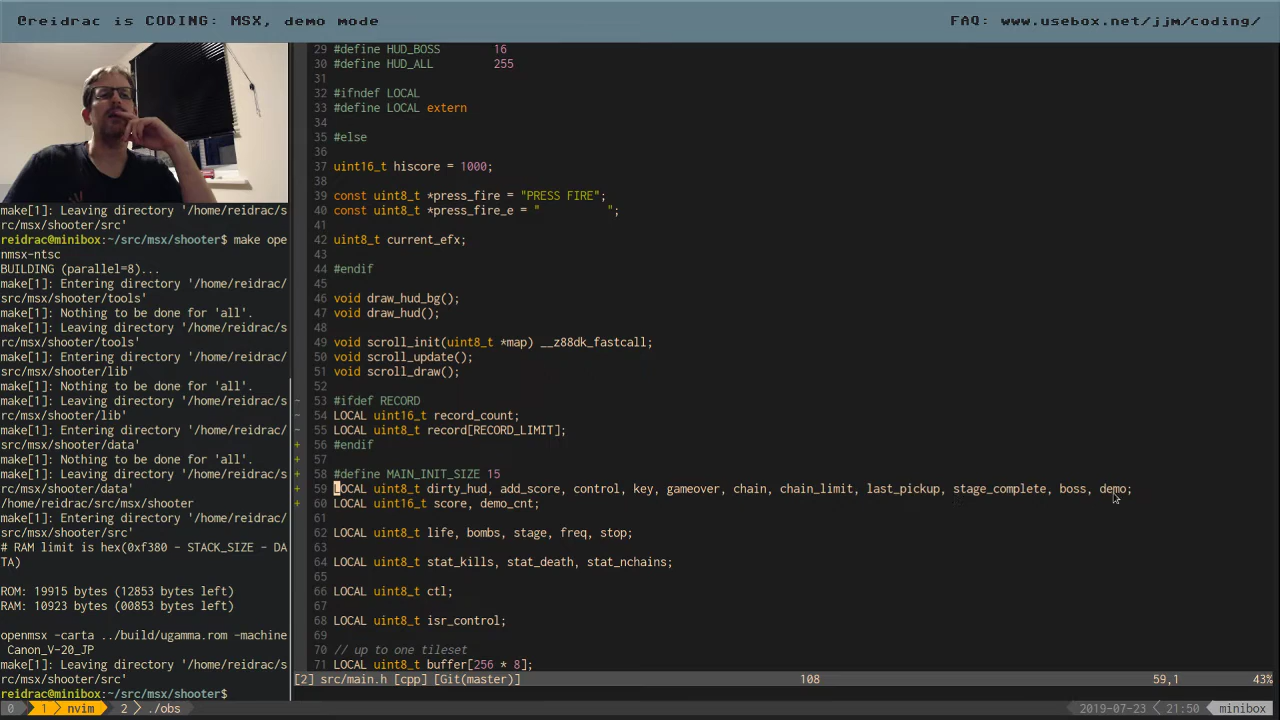 @reidrac is CODING: MSX, demo mode
FAQ: www.usebox.net/jjm/coding/
make[1]: Leaving directory '/home/reidrac/s
rc/msx/shooter/src'
reidrac@minibox:~/src/msx/shooter$ make ope
nmsx-ntsc
BUILDING (parallel=8)...
make[1]: Entering directory '/home/reidrac/
src/msx/shooter/tools'
make[1]: Nothing to be done for 'all'.
make[1]: Leaving directory '/home/reidrac/s
rc/msx/shooter/tools'
make[1]: Entering directory '/home/reidrac/
src/msx/shooter/lib'
make[1]: Nothing to be done for 'all'.
make[1]: Leaving directory '/home/reidrac/s
rc/msx/shooter/lib'
make[1]: Entering directory '/home/reidrac/
src/msx/shooter/data'
make[1]: Nothing to be done for 'all'.
make[1]: Leaving directory '/home/reidrac/s
rc/msx/shooter/data'
/home/reidrac/src/msx/shooter
make[1]: Entering directory '/home/reidrac/
src/msx/shooter/src'
# RAM limit is hex(0xf380 - STACK_SIZE - DA
TA)
ROM: 19915 bytes (12853 bytes left)
RAM: 10923 bytes (00853 bytes left)
openmsx -carta ../build/ugamma.rom -machine
Canon_V-20_JP
make[1]: Leaving directory '/home/reidrac/s
rc/msx/shooter/src'
reidrac@minibox:~/src/msx/shooter$
29 #define HUD_BOSS 16
30 #define HUD_ALL 255
31
32 #ifndef LOCAL
33 #define LOCAL extern
34
35 #else
36
37 uint16_t hiscore = 1000;
38
39 const uint8_t *press_fire = "PRESS FIRE";
40 const uint8_t *press_fire_e = "          ";
41
42 uint8_t current_efx;
43
44 #endif
45
46 void draw_hud_bg();
47 void draw_hud();
48
49 void scroll_init(uint8_t *map) __z88dk_fastcall;
50 void scroll_update();
51 void scroll_draw();
52
~ 53 #ifdef RECORD
~ 54 LOCAL uint16_t record_count;
~ 55 LOCAL uint8_t record[RECORD_LIMIT];
+ 56 #endif
+ 57
+ 58 #define MAIN_INIT_SIZE 15
+ 59 LOCAL uint8_t dirty_hud, add_score, control, key, gameover, chain, chain_limit, last_pickup, stage_complete, boss, demo;
+ 60 LOCAL uint16_t score, demo_cnt;
61
62 LOCAL uint8_t life, bombs, stage, freq, stop;
63
64 LOCAL uint8_t stat_kills, stat_death, stat_nchains;
65
66 LOCAL uint8_t ctl;
67
68 LOCAL uint8_t isr_control;
69
70 // up to one tileset
71 LOCAL uint8_t buffer[256 * 8];
[2] src/main.h [cpp] [Git(master)] 108 59,1 43%
0 1 nvim 2 ./obs 2019-07-23 21:50 minibox